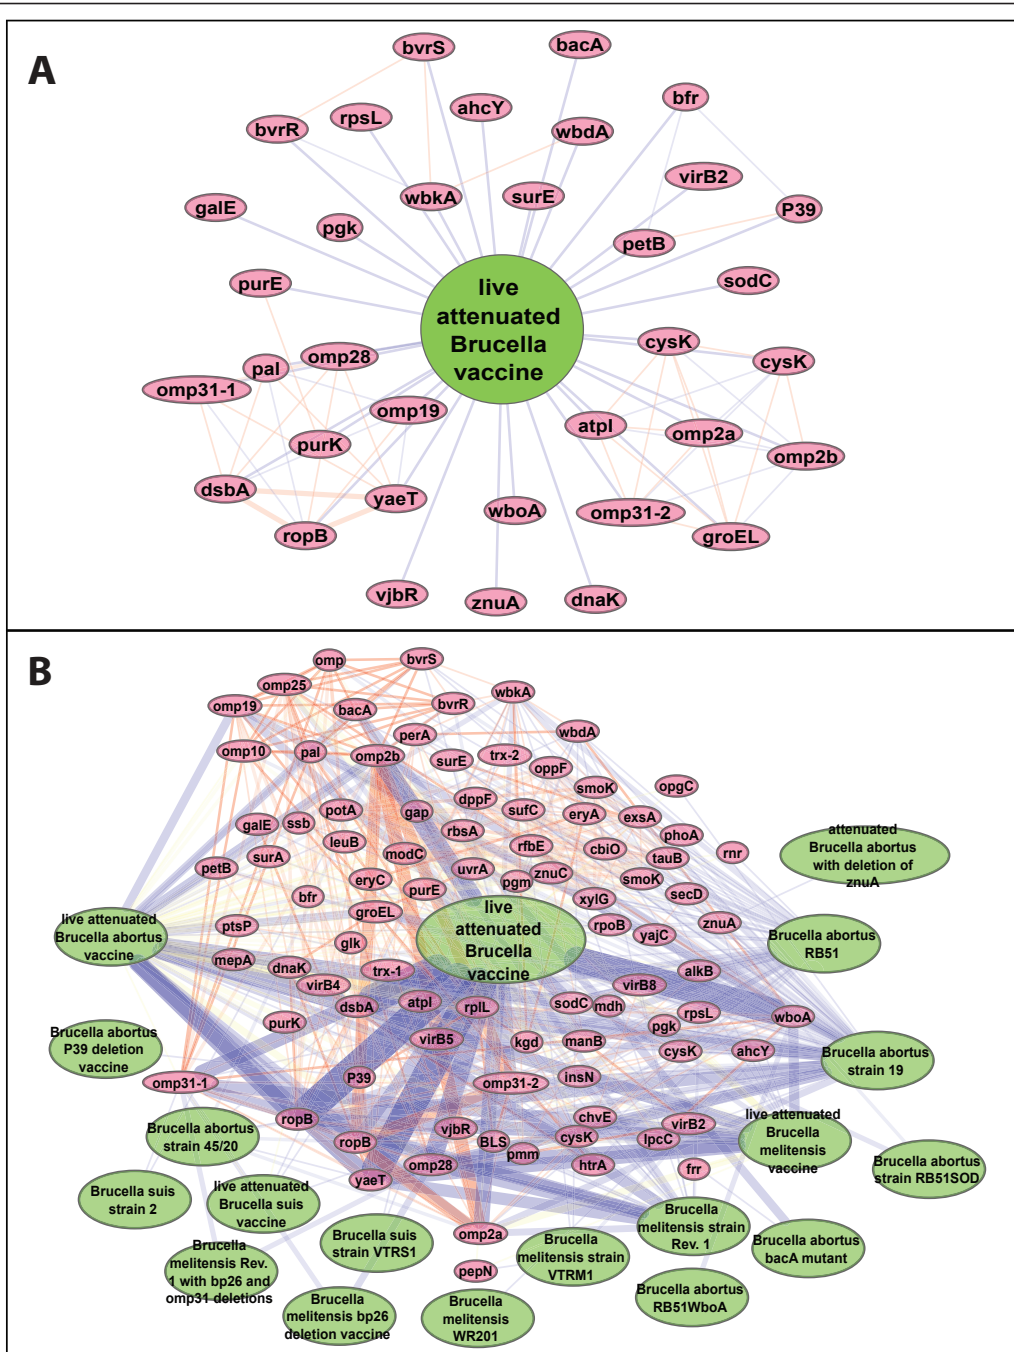 A
bvrS
bacA
bfr
ahcY
rpsL
bvrR
wbdA
virB2
wbkA
surE
P39
galE
pgk
petB
purE
sodC
live
attenuated
Brucella
vaccine
cysK
cysK
omp28
pal
omp31-1
omp19
atpI
omp2a
purK
omp2b
dsbA
yaeT
wboA
omp31-2
ropB
groEL
vjbR
znuA
dnaK
B
omp
bvrS
omp25
wbkA
omp19
bacA
bvrR
wbdA
perA
omp10
pal
omp2b
surE
trx-2
oppF
smoK
opgC
dppF
potA
gap
sufC
eryA
exsA
galE
ssb
rbsA
phoA
leuB
rfbE
cbiO
surA
modC
tauB
rnr
petB
uvrA
znuC
eryC
pgm
smoK
attenuated
Brucella abortus
with deletion of
znuA
purE
bfr
xylG
secD
groEL
ptsP
rpoB
znuA
yajC
glk
live attenuated
Brucella abortus
vaccine
live
attenuated
Brucella
vaccine
Brucella abortus
RB51
mepA
dnaK
trx-1
alkB
virB4
virB8
dsbA
atpI
rplL
sodC
mdh
rpsL
wboA
purK
pgk
virB5
kgd
manB
Brucella abortus
P39 deletion
vaccine
cysK
ahcY
Brucella abortus
strain 19
omp31-1
P39
omp31-2
insN
ropB
chvE
virB2
live attenuated
Brucella
melitensis
vaccine
Brucella abortus
strain 45/20
ropB
vjbR
BLS
pmm
cysK
lpcC
omp28
htrA
frr
Brucella abortus
strain RB51SOD
yaeT
Brucella suis
strain 2
live attenuated
Brucella suis
vaccine
Brucella suis
strain VTRS1
omp2a
Brucella
melitensis strain
Rev. 1
Brucella abortus
bacA mutant
Brucella
melitensis Rev.
1 with bp26 and
omp31 deletions
pepN
Brucella
melitensis strain
VTRM1
Brucella
melitensis bp26
deletion vaccine
Brucella
melitensis
WR201
Brucella abortus
RB51WboA